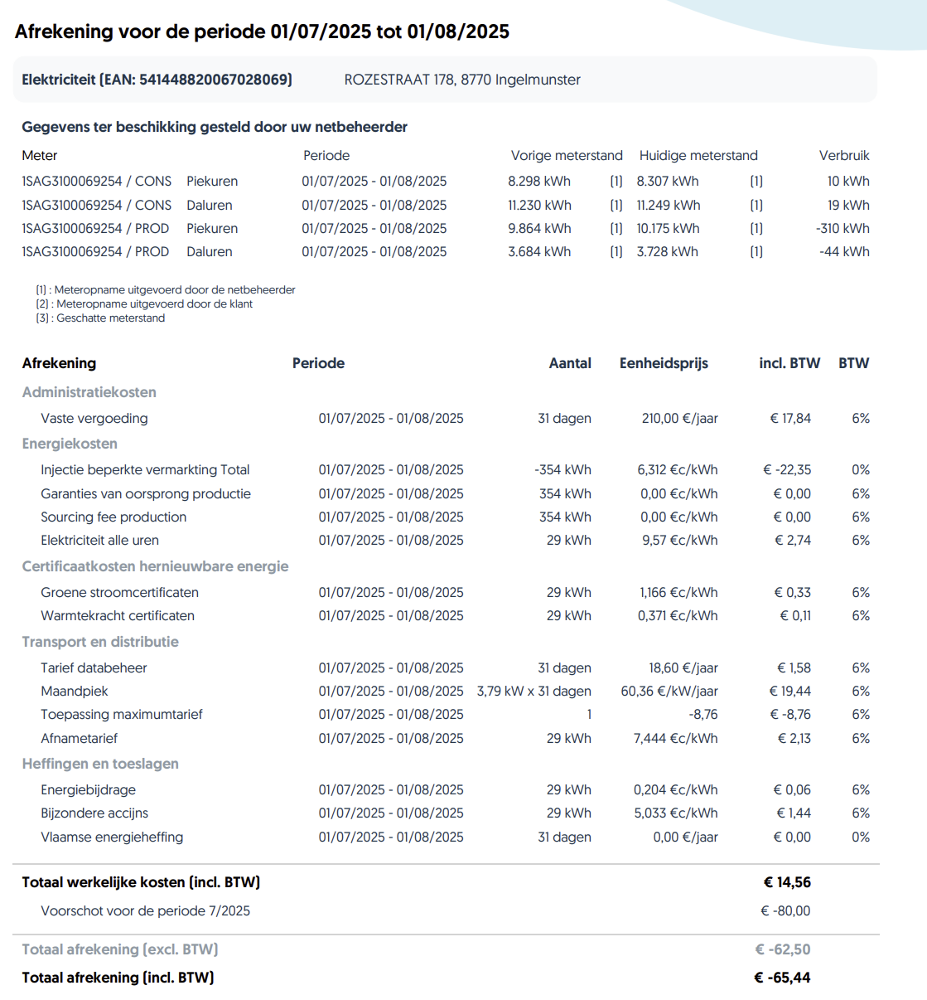 Afrekening voor de periode 01/07/2025 tot 01/08/2025
Elektriciteit (EAN: 541448820067028069) ROZESTRAAT 178, 8770 Ingelmunster
Gegevens ter beschikking gesteld door uw netbeheerder
Meter Periode Vorige meterstand Huidige meterstand Verbruik
1SAG3100069254 / CONS Piekuren 01/07/2025 - 01/08/2025 8.298 kWh (1) 8.307 kWh (1) 10 kWh
1SAG3100069254 / CONS Daluren 01/07/2025 - 01/08/2025 11.230 kWh (1) 11.249 kWh (1) 19 kWh
1SAG3100069254 / PROD Piekuren 01/07/2025 - 01/08/2025 9.864 kWh (1) 10.175 kWh (1) -310 kWh
1SAG3100069254 / PROD Daluren 01/07/2025 - 01/08/2025 3.684 kWh (1) 3.728 kWh (1) -44 kWh
(1) : Meteropname uitgevoerd door de netbeheerder
(2) : Meteropname uitgevoerd door de klant
(3) : Geschatte meterstand
Afrekening Periode Aantal Eenheidsprijs incl. BTW BTW
Administratiekosten
Vaste vergoeding 01/07/2025 - 01/08/2025 31 dagen 210,00 €/jaar € 17,84 6%
Energiekosten
Injectie beperkte vermarkting Total 01/07/2025 - 01/08/2025 -354 kWh 6,312 €c/kWh € -22,35 0%
Garanties van oorsprong productie 01/07/2025 - 01/08/2025 354 kWh 0,00 €c/kWh € 0,00 6%
Sourcing fee production 01/07/2025 - 01/08/2025 354 kWh 0,00 €c/kWh € 0,00 6%
Elektriciteit alle uren 01/07/2025 - 01/08/2025 29 kWh 9,57 €c/kWh € 2,74 6%
Certificaatkosten hernieuwbare energie
Groene stroomcertificaten 01/07/2025 - 01/08/2025 29 kWh 1,166 €c/kWh € 0,33 6%
Warmtekracht certificaten 01/07/2025 - 01/08/2025 29 kWh 0,371 €c/kWh € 0,11 6%
Transport en distributie
Tarief databeheer 01/07/2025 - 01/08/2025 31 dagen 18,60 €/jaar € 1,58 6%
Maandpiek 01/07/2025 - 01/08/2025 3,79 kW x 31 dagen 60,36 €/kW/jaar € 19,44 6%
Toepassing maximumtarief 01/07/2025 - 01/08/2025 1 -8,76 € -8,76 6%
Afnametarief 01/07/2025 - 01/08/2025 29 kWh 7,444 €c/kWh € 2,13 6%
Heffingen en toeslagen
Energiebijdrage 01/07/2025 - 01/08/2025 29 kWh 0,204 €c/kWh € 0,06 6%
Bijzondere accijns 01/07/2025 - 01/08/2025 29 kWh 5,033 €c/kWh € 1,44 6%
Vlaamse energieheffing 01/07/2025 - 01/08/2025 31 dagen 0,00 €/jaar € 0,00 0%
Totaal werkelijke kosten (incl. BTW) € 14,56
Voorschot voor de periode 7/2025 € -80,00
Totaal afrekening (excl. BTW) € -62,50
Totaal afrekening (incl. BTW) € -65,44